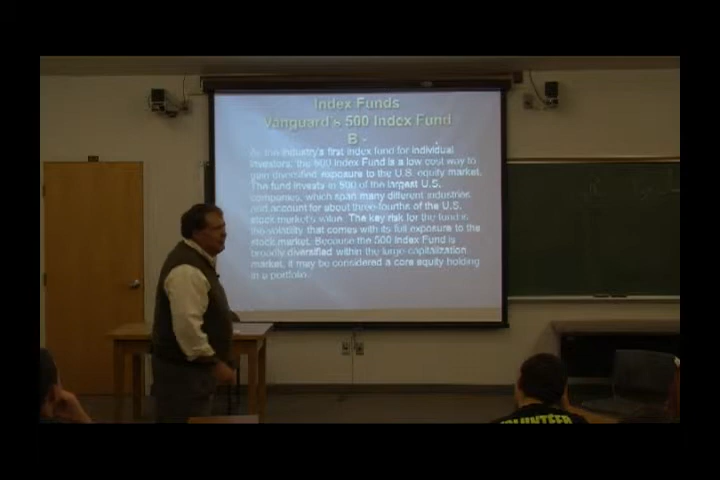 Index Funds
Vanguard's 500 Index Fund
B -
As the industry's first index fund for individual
investors, the 500 Index Fund is a low cost way to
gain diversified exposure to the U.S. equity market.
The fund invests in 500 of the largest U.S.
companies, which span many different industries
and account for about three-fourths of the U.S.
stock market's value. The key risk for the fund is
the volatility that comes with its full exposure to the
stock market. Because the 500 Index Fund is
broadly diversified within the large capitalization
market, it may be considered a core equity holding
in a portfolio.
VOLUNTEER